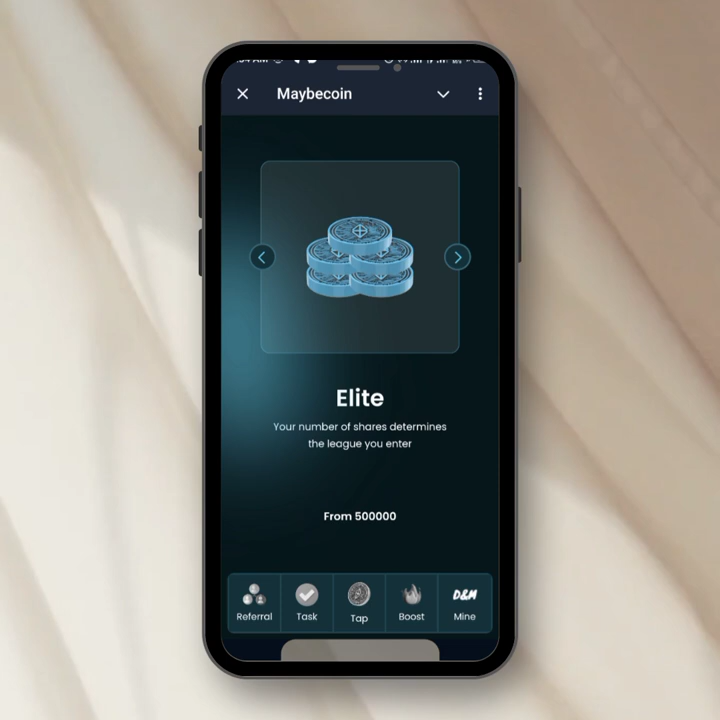 Maybecoin
Elite
Your number of shares determines
the league you enter
From 500000
Referral
Task
Tap
Boost
D&M
Mine